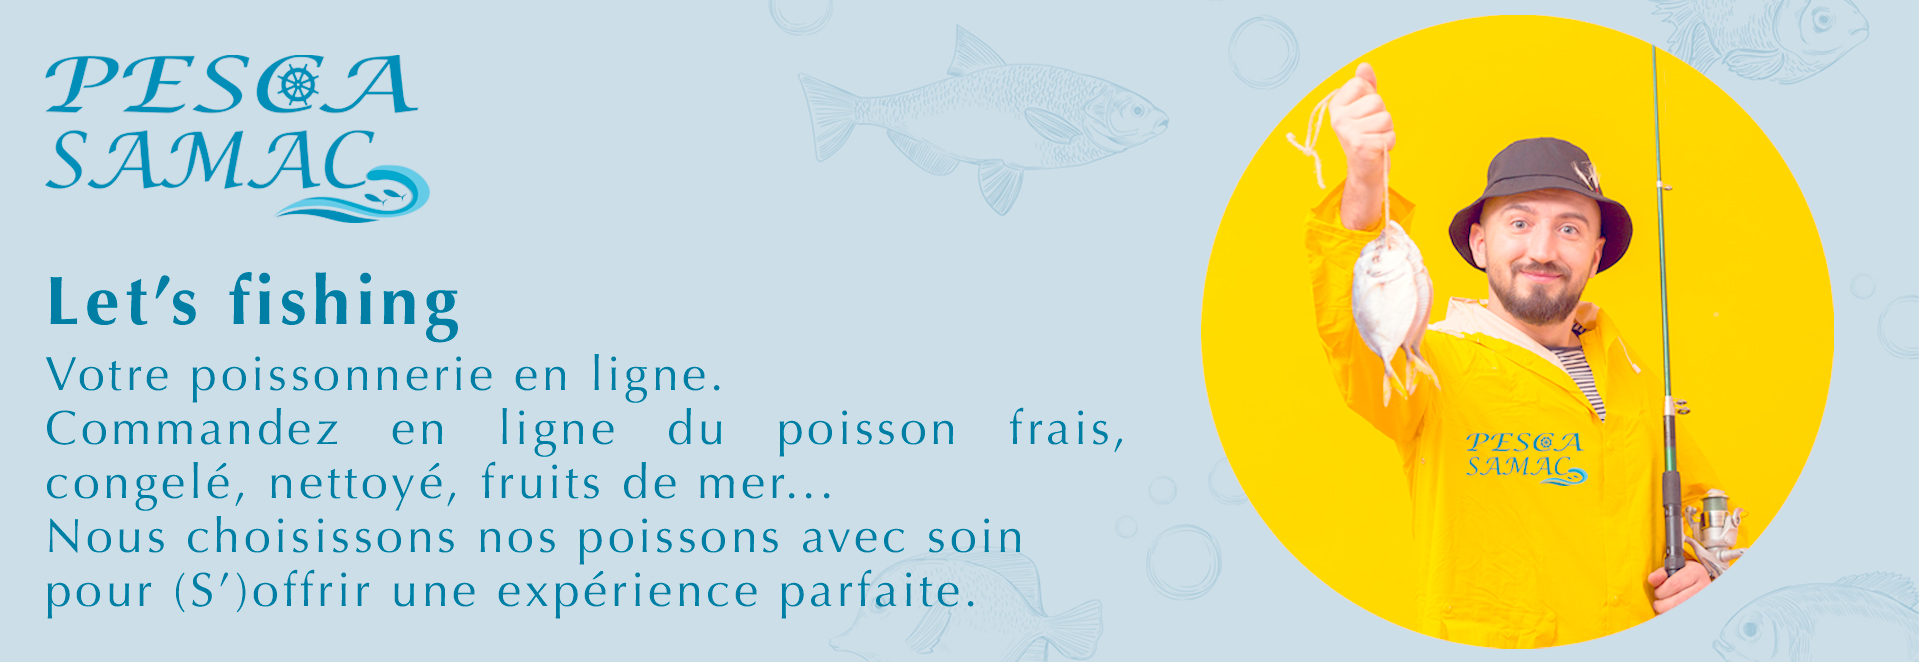 PESCA
SAMAC
Let’s fishing
Votre poissonnerie en ligne.
Commandez en ligne du poisson frais,
congelé, nettoyé, fruits de mer...
Nous choisissons nos poissons avec soin
pour (S’)offrir une expérience parfaite.
PESCA
SAMAC